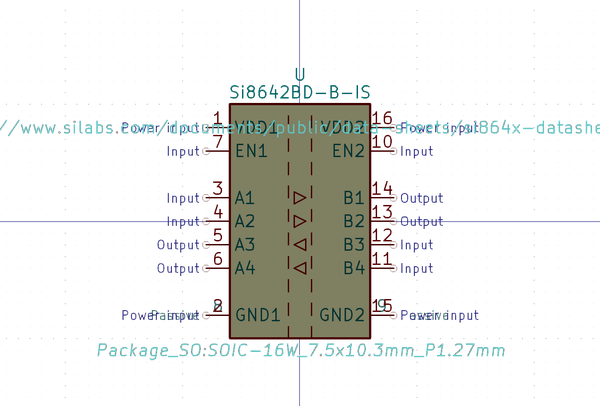 U
Si8642BD-B-IS
//www.silabs.com/documents/public/data-sheets/si864x-datashe
Power input 1 VDD1 VDD2 16 Power input
Input 7 EN1 EN2 10 Input
Input 3 A1 B1 14 Output
Input 4 A2 B2 13 Output
Output 5 A3 B3 12 Input
Output 6 A4 B4 11 Input
Power input 2 GND1 GND2 15 Power input
Package_SO:SOIC-16W_7.5x10.3mm_P1.27mm